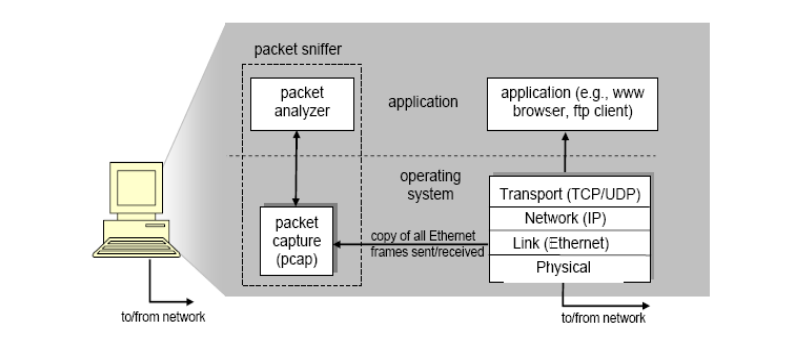 packet sniffer
packet
analyzer
application
application (e.g., www
browser, ftp client)
operating
system
packet
capture
(pcap)
copy of all Ethernet
frames sent/received
Transport (TCP/UDP)
Network (IP)
Link (Ethernet)
Physical
to/from network
to/from network